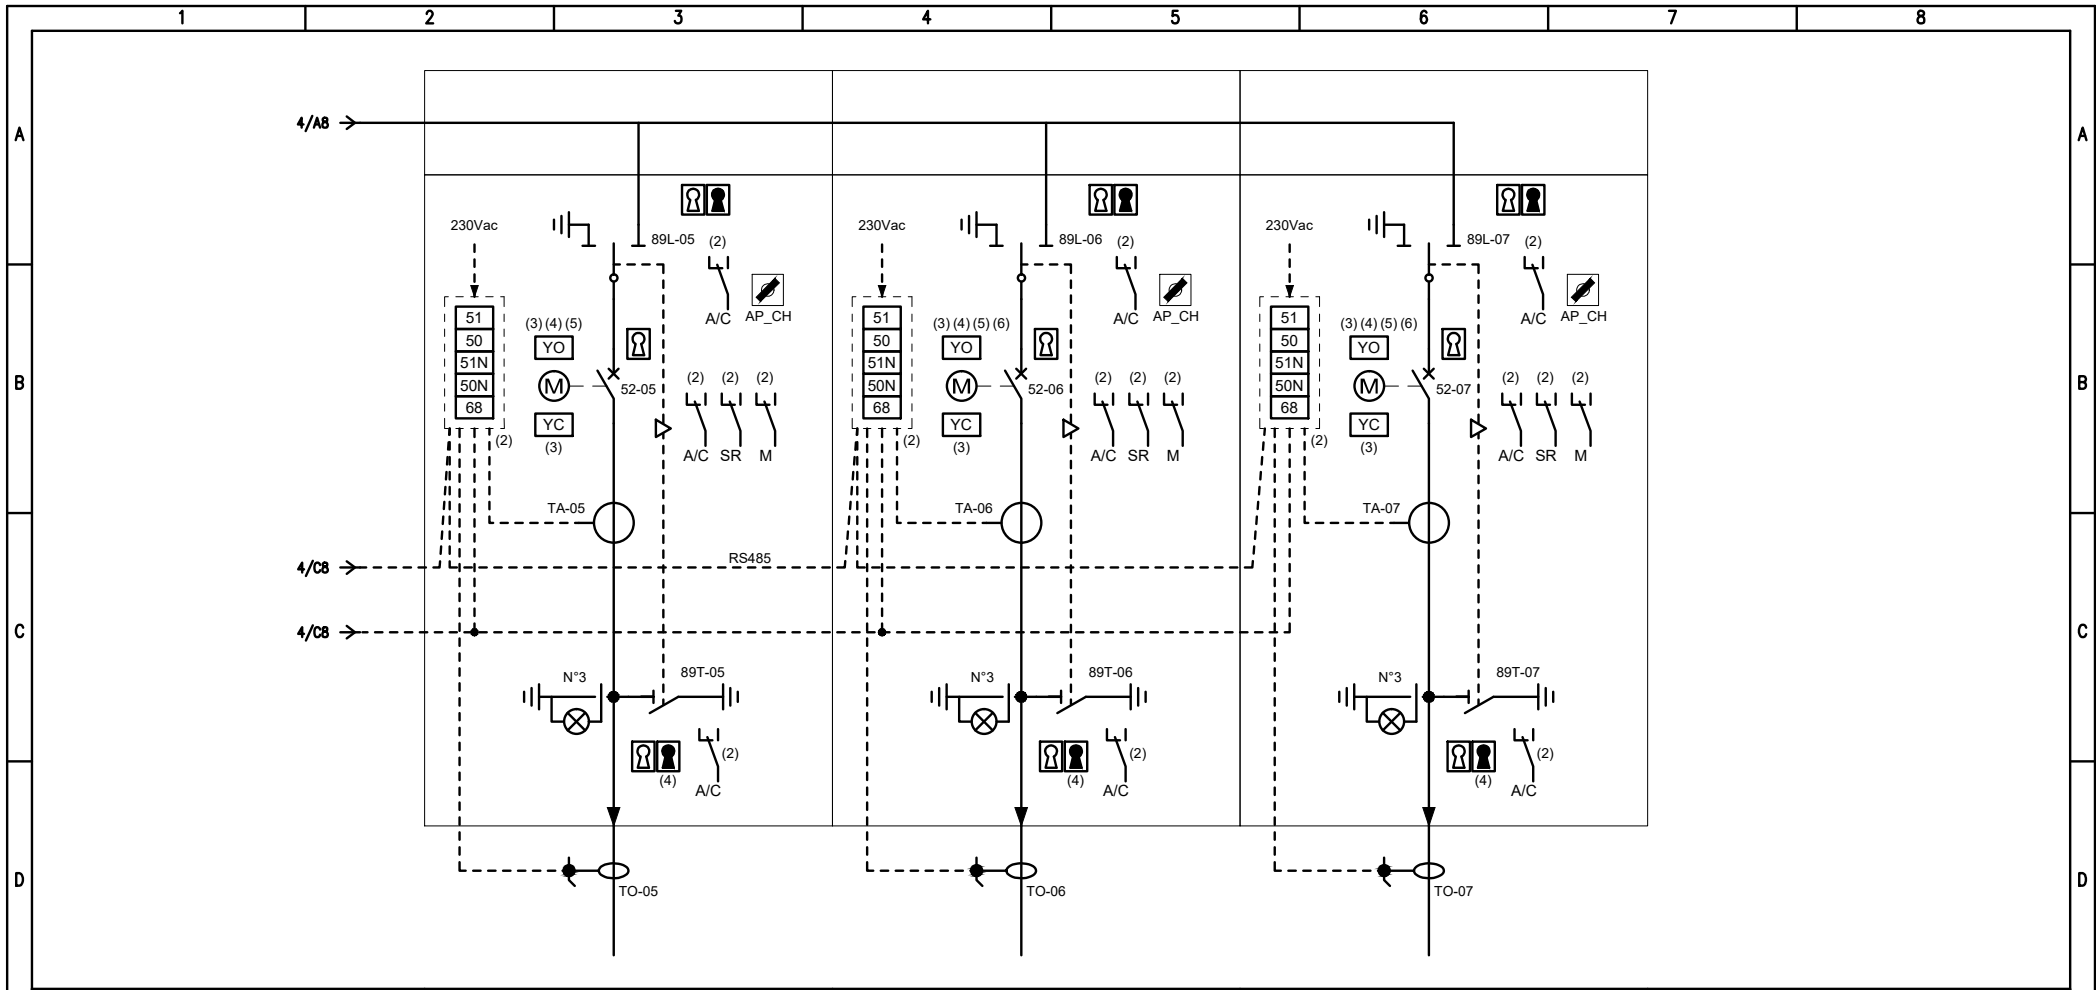 1 2 3 4 5 6 7 8
A A
4/A8
230Vac 89L-05 (2) 230Vac 89L-06 (2) 230Vac 89L-07 (2)
51 (3) (4) (5) A/C AP_CH 51 (3) (4) (5) (6) A/C AP_CH 51 (3) (4) (5) (6) A/C AP_CH
50 YO 50 YO 50 YO
51N 51N 51N
B 50N M 52-05 (2) (2) (2) 50N M 52-06 (2) (2) (2) 50N M 52-07 (2) (2) (2) B
68 YC 68 YC 68 YC
(2) (3) A/C SR M (2) (3) A/C SR M (2) (3) A/C SR M
TA-05 TA-06 TA-07
4/C8 RS485
C 4/C8 C
N°3 89T-05 N°3 89T-06 N°3 89T-07
(2) (2) (2)
(4) A/C (4) A/C (4) A/C
D D
TO-05 TO-06 TO-07